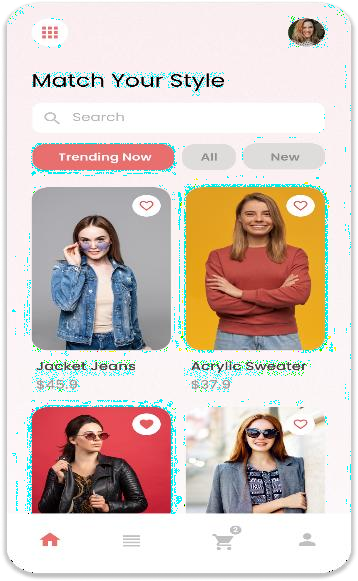 Match Your Style
Search
Trending Now
All
New
Jacket Jeans
Acrylic Sweater
$45.9
$37.9
2